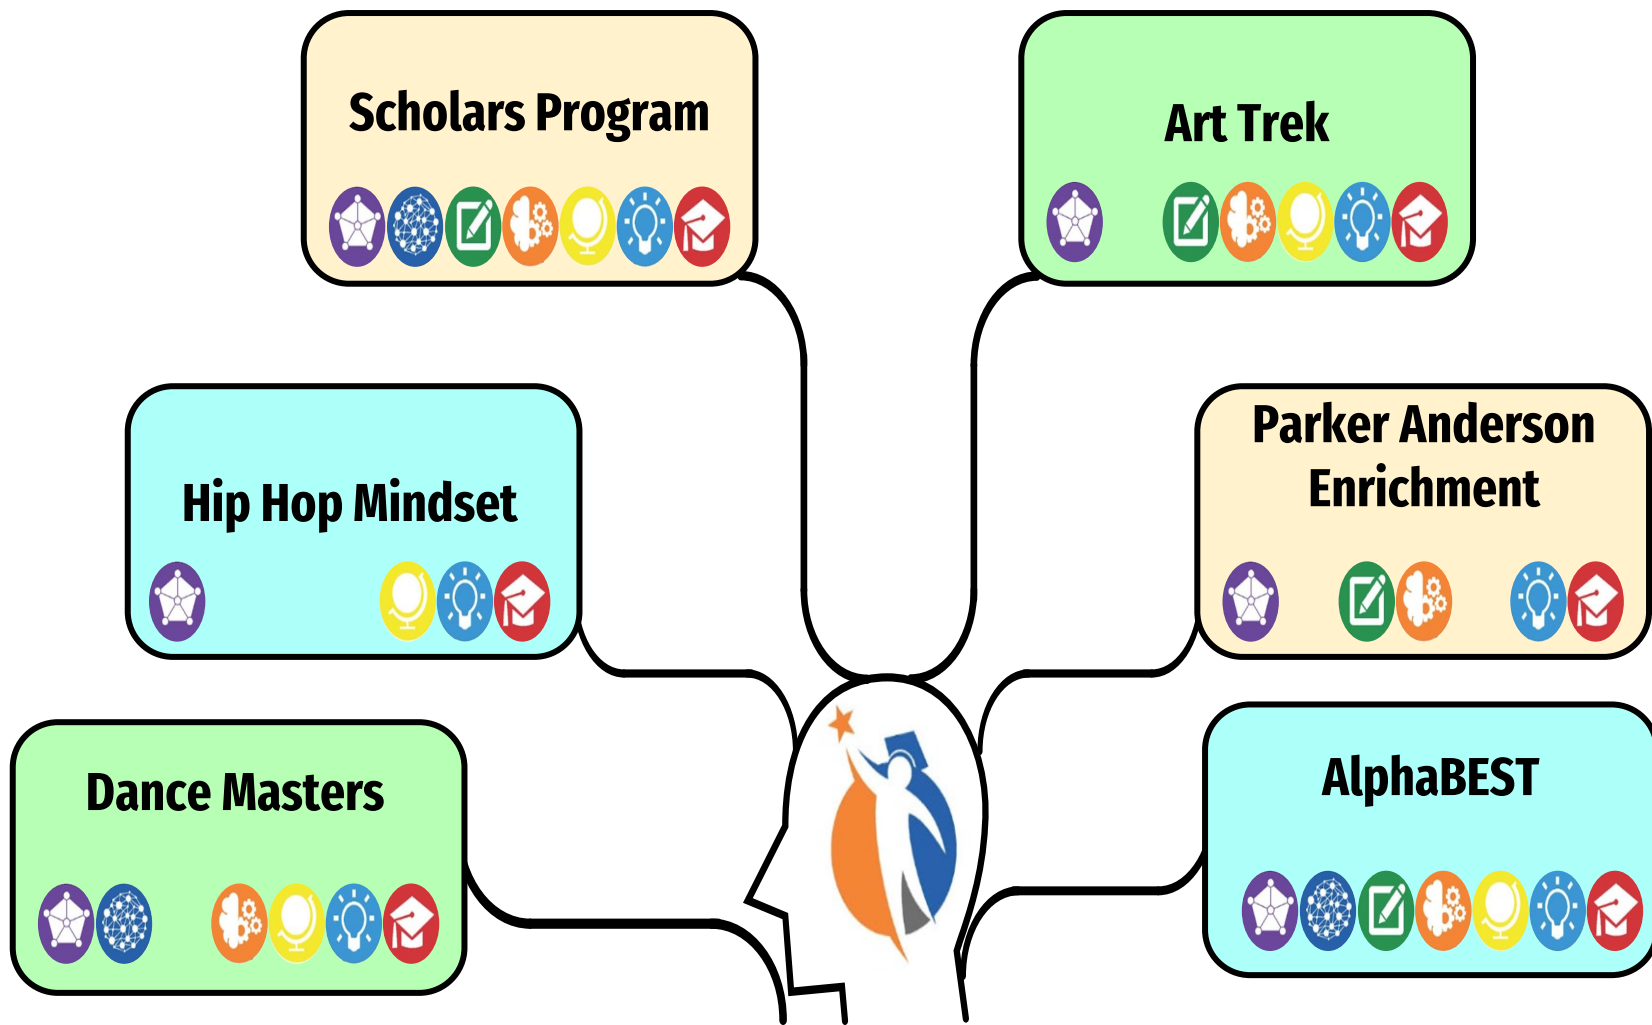 Scholars Program
Art Trek
Hip Hop Mindset
Parker Anderson
Enrichment
Dance Masters
AlphaBEST